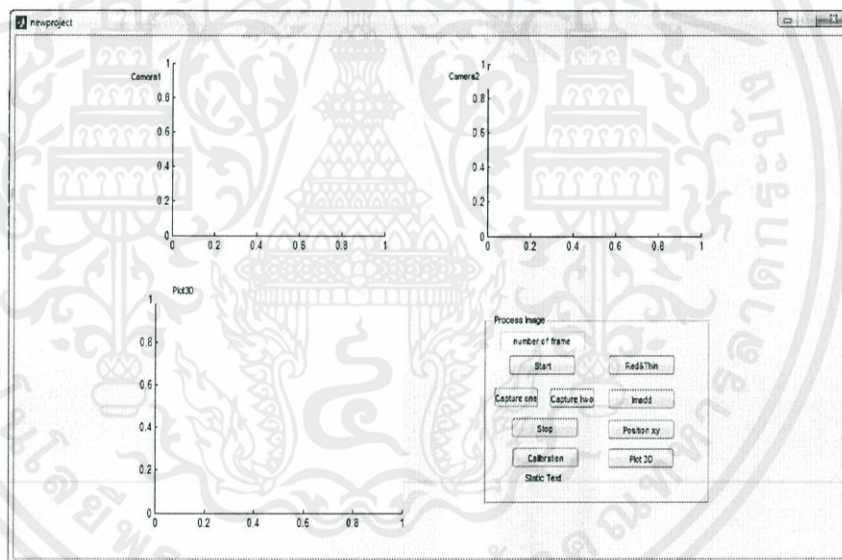 newproject
Camera1
1
0.8
0.6
0.4
0.2
0
0 0.2 0.4 0.6 0.8 1
Camera2
1
0.8
0.6
0.4
0.2
0
0 0.2 0.4 0.6 0.8 1
Plot3D
1
0.8
0.6
0.4
0.2
0
0 0.2 0.4 0.6 0.8 1
Process Image
number of frame
Start
Red&Thin
Capture one
Capture two
Imadd
Stop
Position xy
Calibration
Plot 3D
Static Text